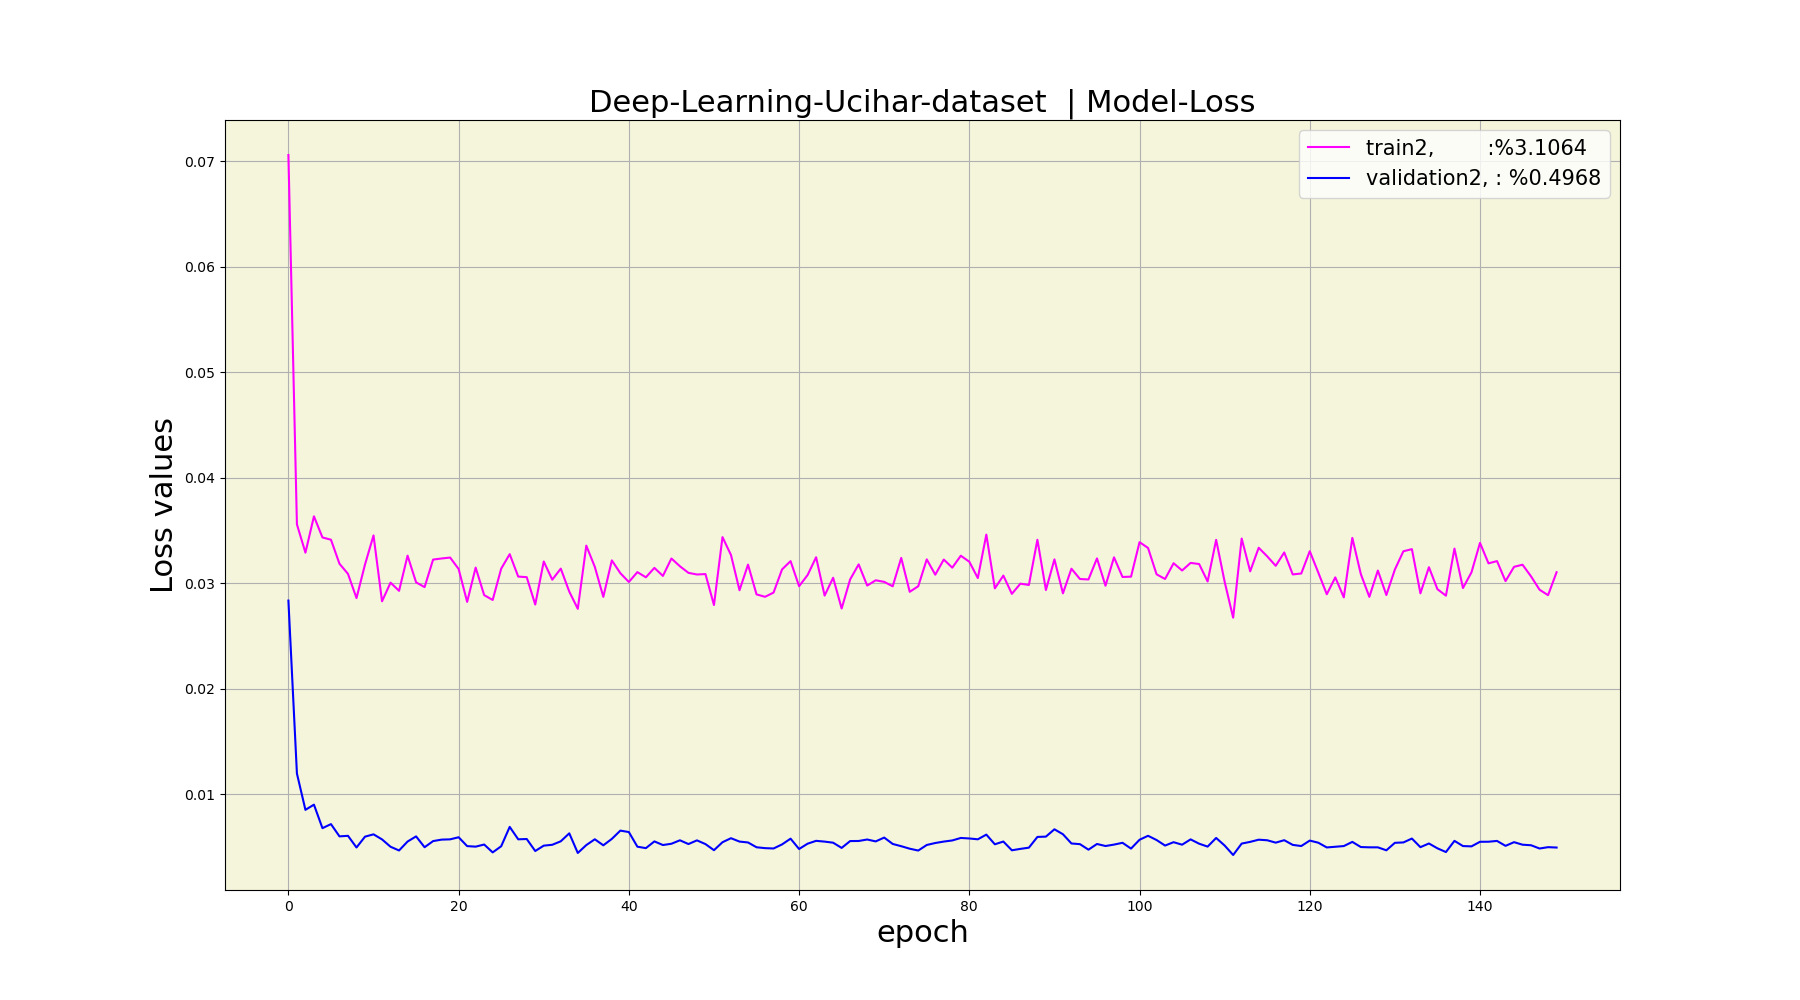 Deep-Learning-Ucihar-dataset | Model-Loss
train2, :%3.1064
validation2, : %0.4968
Loss values
0.07
0.06
0.05
0.04
0.03
0.02
0.01
0 20 40 60 80 100 120 140
epoch